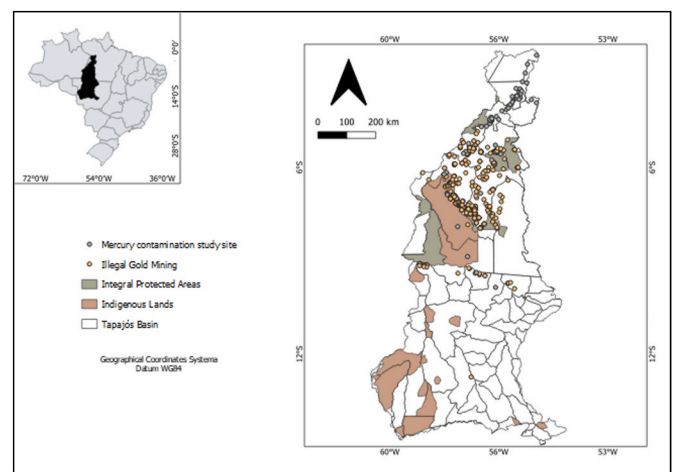 0°0'
14°0'S
28°0'S
72°0'W 54°0'W 36°0'W
60°W 56°W 53°W
0 100 200 km
6°S 6°S
Mercury contamination study site
Illegal Gold Mining
Integral Protected Areas
Indigenous Lands
Tapajós Basin
Geographical Coordinates Systema
Datum WG84
12°S 12°S
60°W 56°W 53°W